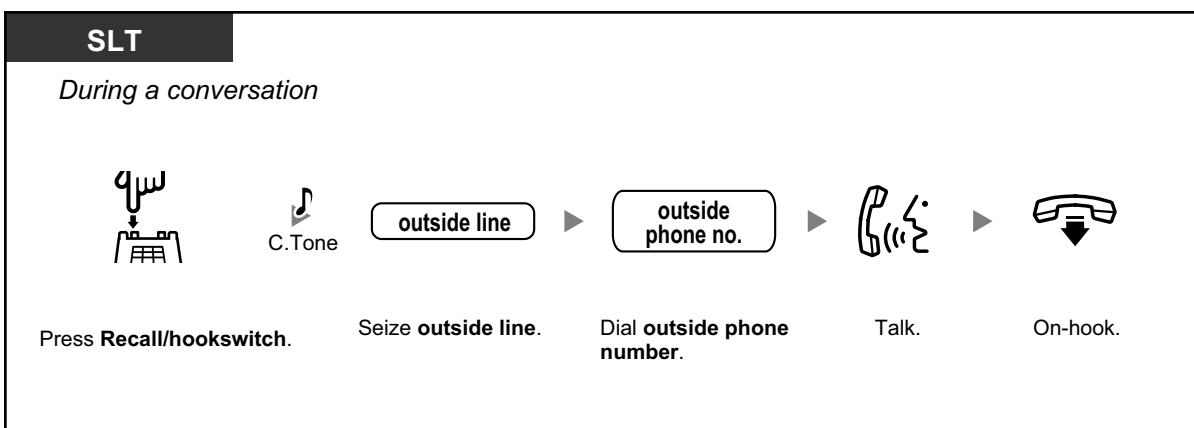 SLT
During a conversation
C.Tone
outside line
outside
phone no.
Press Recall/hookswitch.
Seize outside line.
Dial outside phone
number.
Talk.
On-hook.